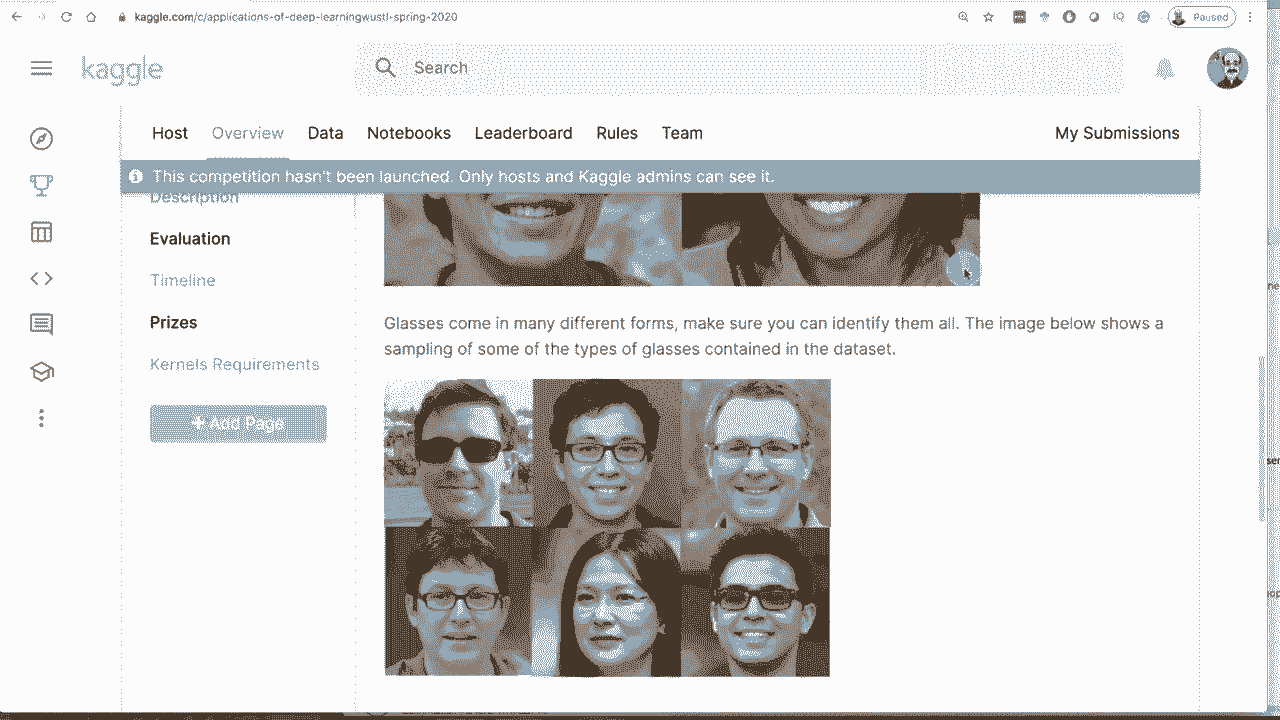 kaggle.com/c/applications-of-deep-learningwustl-spring-2020
Paused
kaggle
Search
Host Overview Data Notebooks Leaderboard Rules Team My Submissions
This competition hasn't been launched. Only hosts and Kaggle admins can see it.
Description
Evaluation
Timeline
Prizes
Kernels Requirements
+ Add Page
Glasses come in many different forms, make sure you can identify them all. The image below shows a
sampling of some of the types of glasses contained in the dataset.